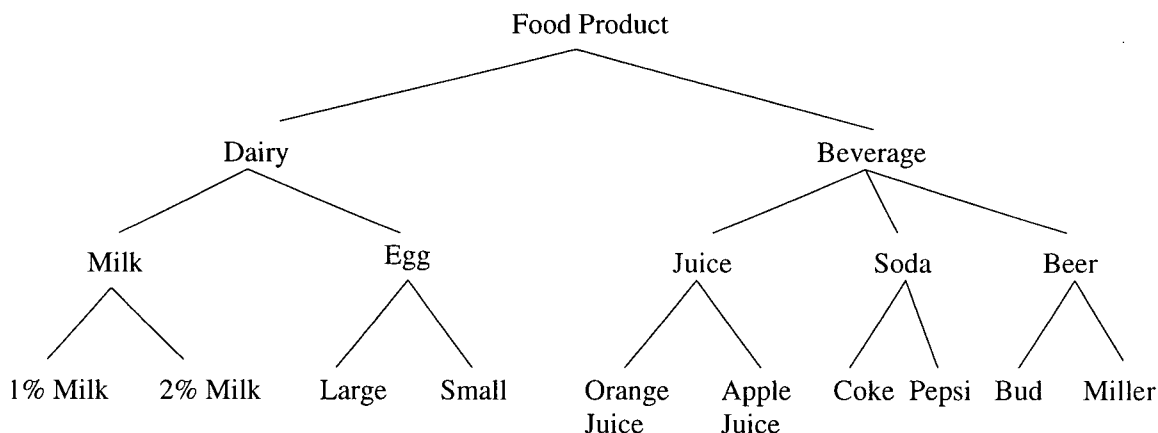 Food Product
Dairy Beverage
Milk Egg Juice Soda Beer
1% Milk 2% Milk Large Small Orange Juice Apple Juice Coke Pepsi Bud Miller